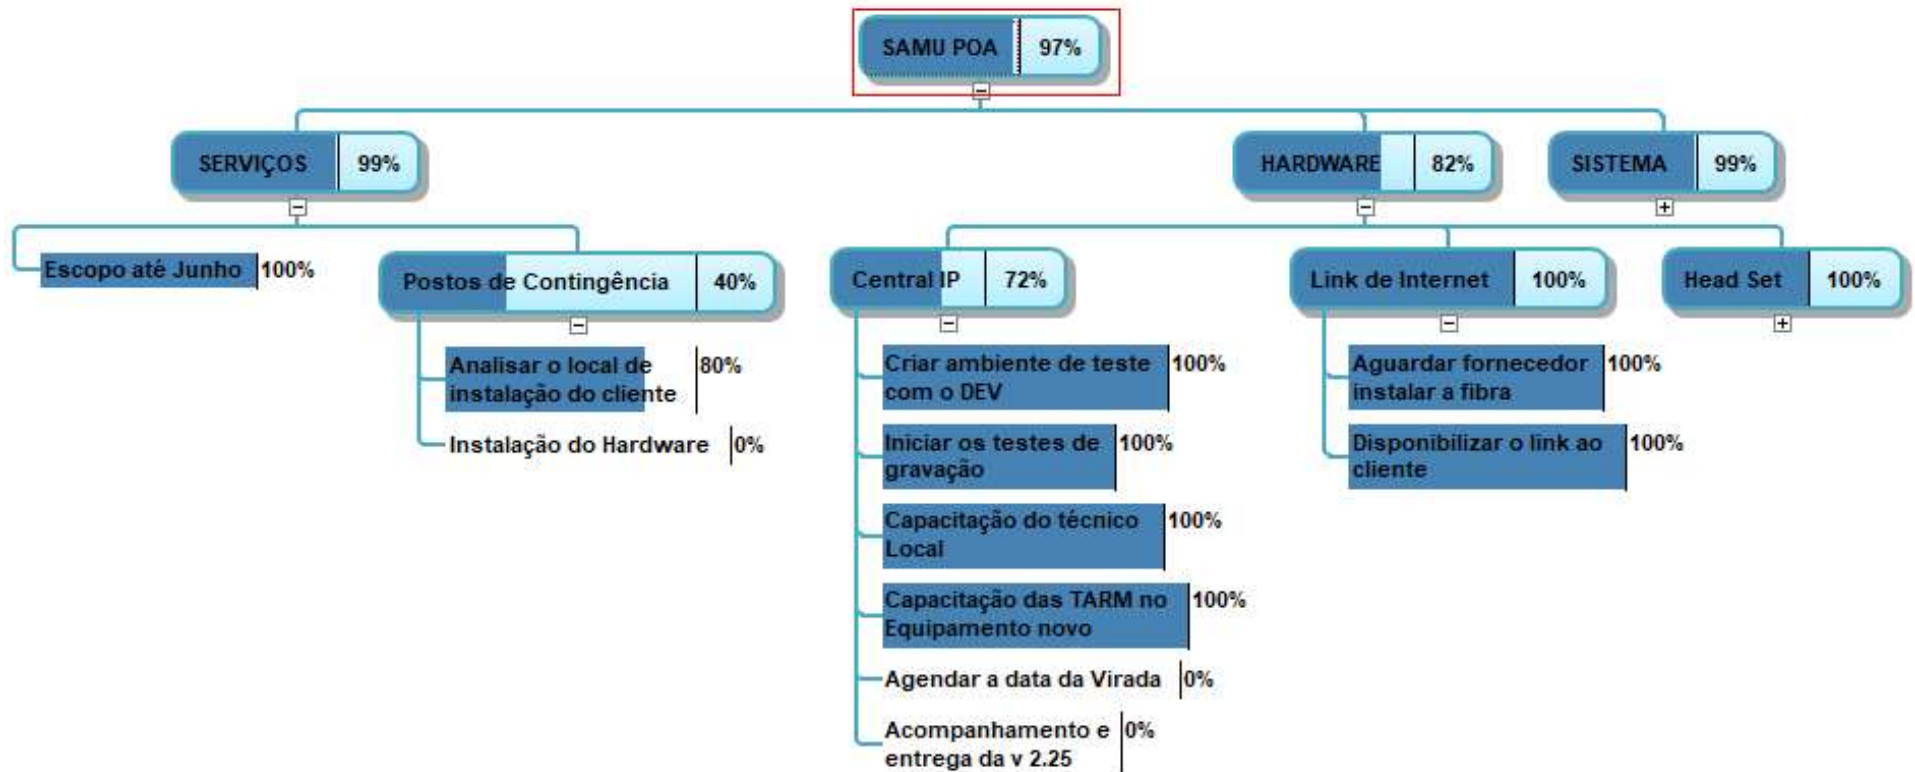 SAMU POA 97%
SERVIÇOS 99%
HARDWARE 82%
SISTEMA 99%
Escopo até Junho 100%
Postos de Contingência 40%
Analisar o local de 80%
instalação do cliente
Instalação do Hardware 0%
Central IP 72%
Criar ambiente de teste 100%
com o DEV
Iniciar os testes de 100%
gravação
Capacitação do técnico 100%
Local
Capacitação das TARM no 100%
Equipamento novo
Agendar a data da Virada 0%
Acompanhamento e 0%
entrega da v 2.25
Link de Internet 100%
Aguardar fornecedor 100%
instalar a fibra
Disponibilizar o link ao 100%
cliente
Head Set 100%